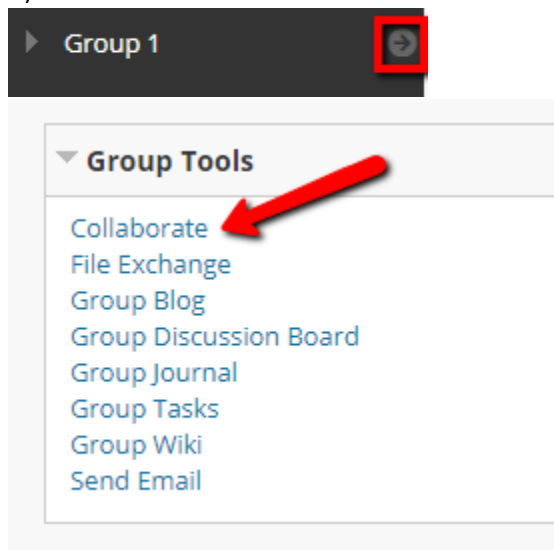 Group 1
Group Tools
Collaborate
File Exchange
Group Blog
Group Discussion Board
Group Journal
Group Tasks
Group Wiki
Send Email